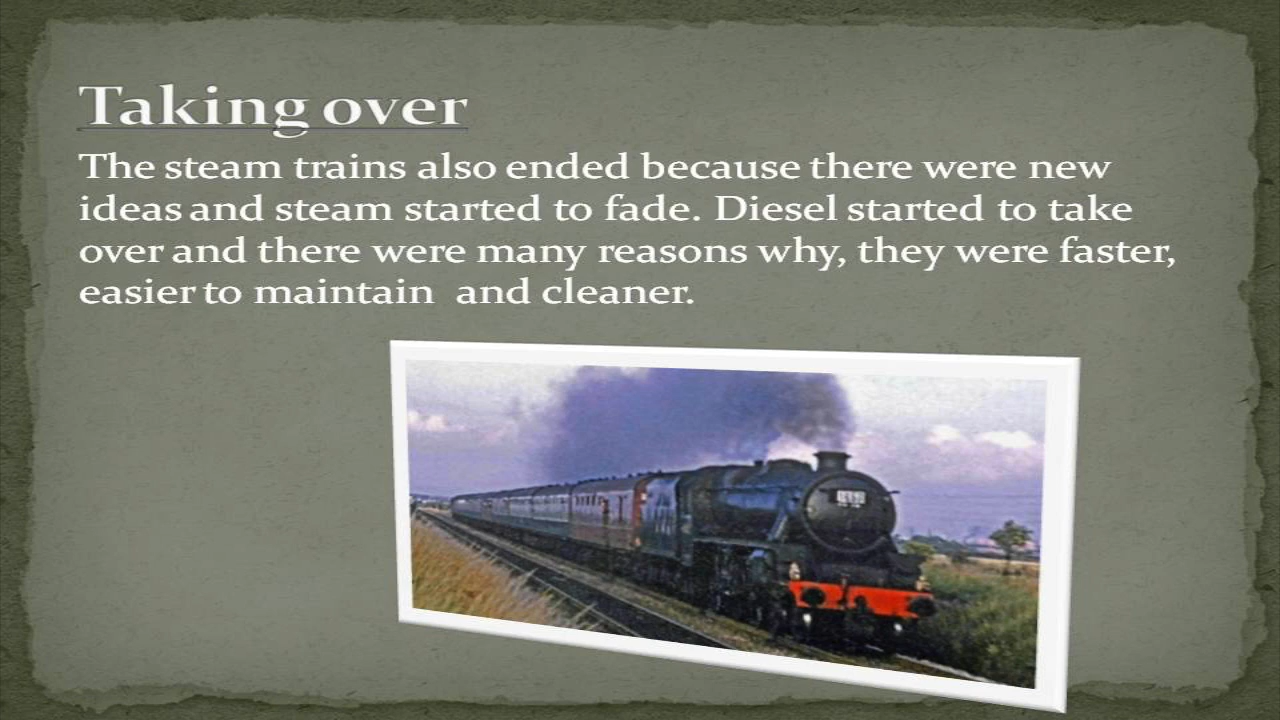 Taking over
The steam trains also ended because there were new
ideas and steam started to fade. Diesel started to take
over and there were many reasons why, they were faster,
easier to maintain  and cleaner.